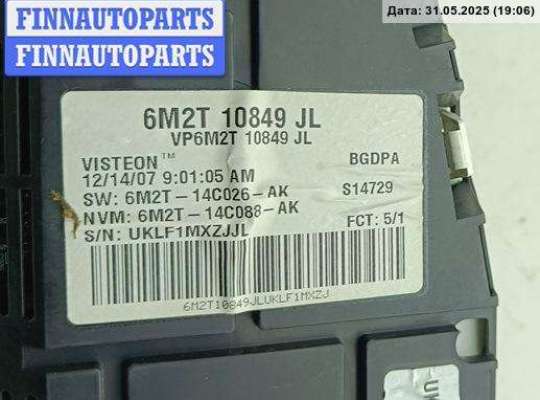 FINNAUTOPARTS
FINNAUTOPARTS
Дата: 31.05.2025 (19:06)
6M2T 10849 JL
VP6M2T 10849 JL
VISTEON™
BGDPA
12/14/07 9:01:05 AM
SW: 6M2T-14C026-AK
S14729
NVM: 6M2T-14C088-AK
S/N: UKLF1MXZJJL
FCT: 5/1
6M2T10849JLUKLF1MXZJ